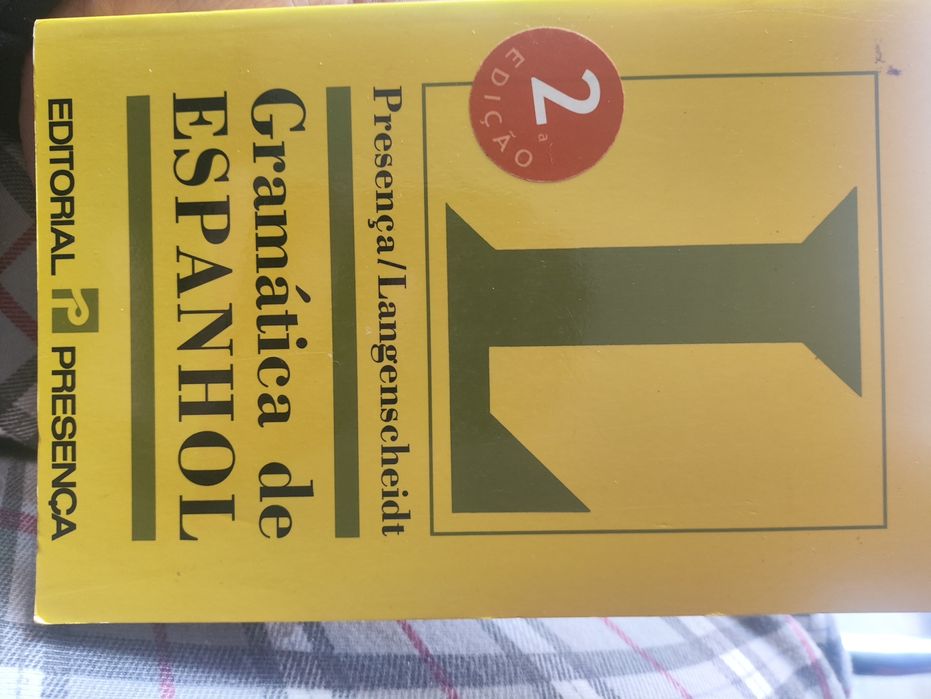 2ª
EDIÇÃO
L
Presença/Langenscheidt
Gramática de
ESPANHOL
EDITORIAL P PRESENÇA